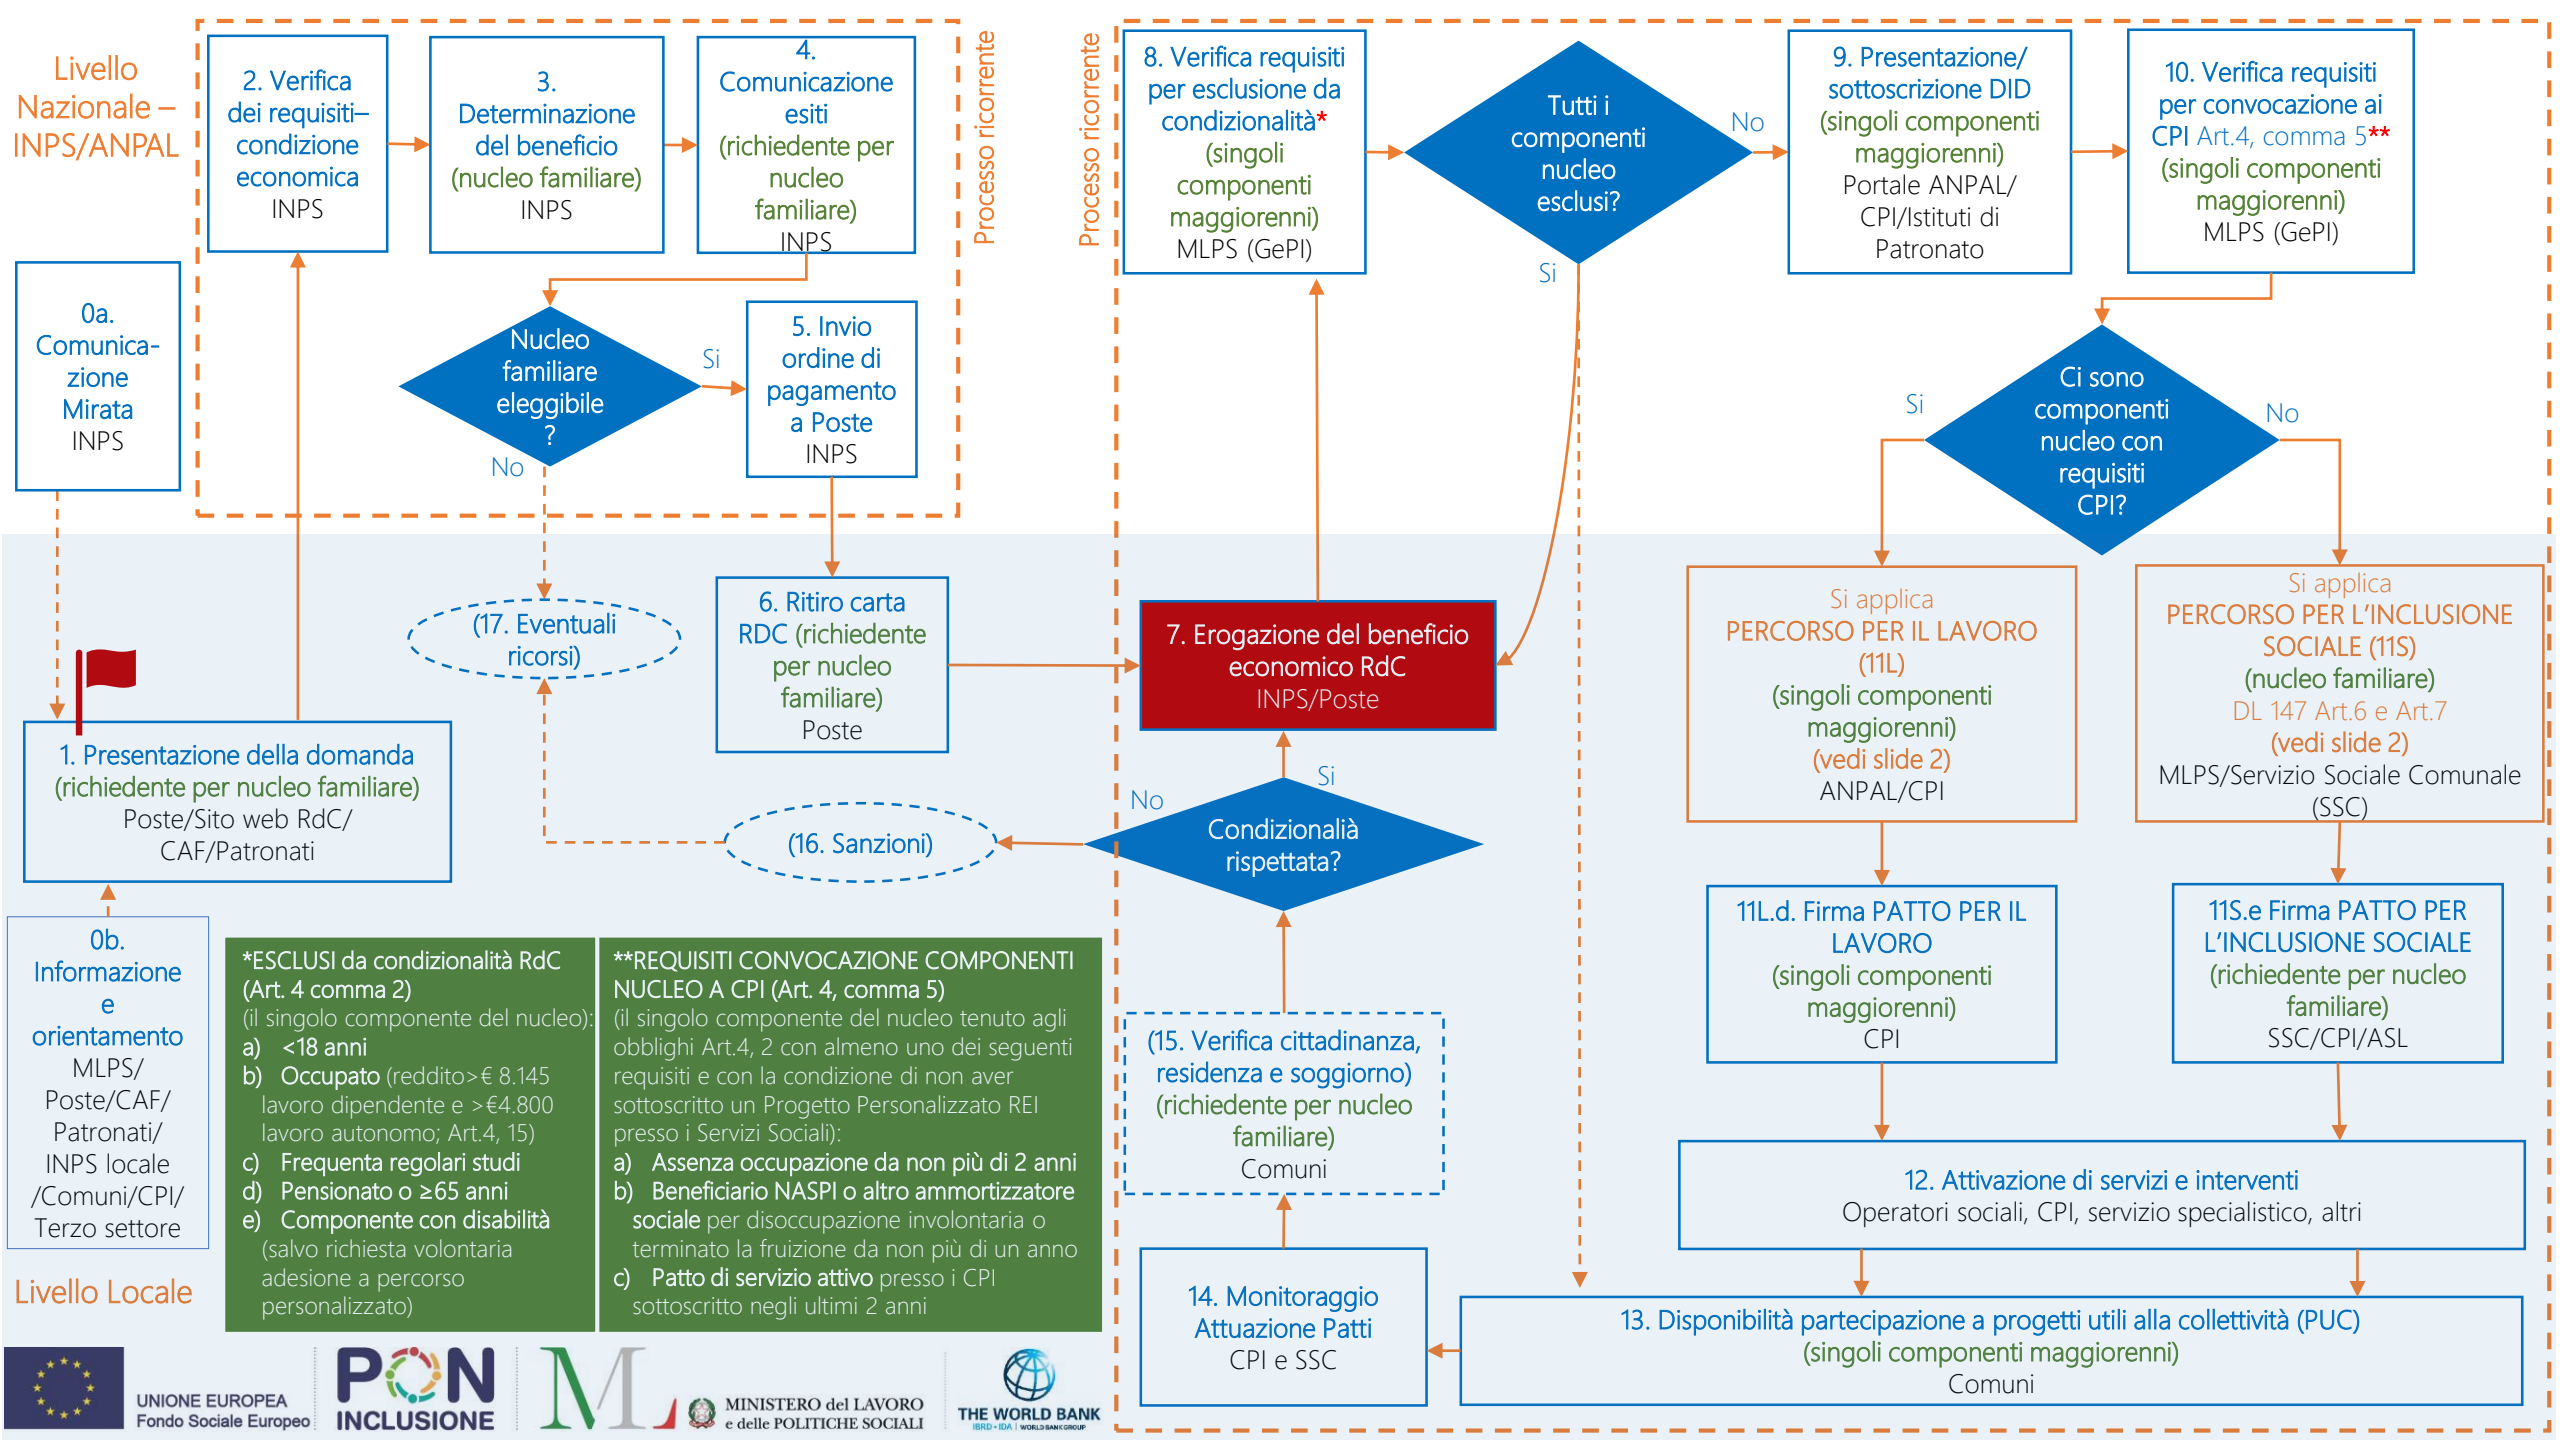 Livello
Nazionale –
INPS/ANPAL
0a.
Comunica-
zione
Mirata
INPS
2. Verifica
dei requisiti–
condizione
economica
INPS
3.
Determinazione
del beneficio
(nucleo familiare)
INPS
4.
Comunicazione
esiti
(richiedente per
nucleo
familiare)
INPS
Processo ricorrente
Nucleo
familiare
eleggibile
?
Si
No
5. Invio
ordine di
pagamento
a Poste
INPS
Processo ricorrente
8. Verifica requisiti
per esclusione da
condizionalità*
(singoli
componenti
maggiorenni)
MLPS (GePI)
Tutti i
componenti
nucleo
esclusi?
No
Si
9. Presentazione/
sottoscrizione DID
(singoli componenti
maggiorenni)
Portale ANPAL/
CPI/Istituti di
Patronato
10. Verifica requisiti
per convocazione ai
CPI Art.4, comma 5**
(singoli componenti
maggiorenni)
MLPS (GePI)
Ci sono
componenti
nucleo con
requisiti
CPI?
Si
No
(17. Eventuali
ricorsi)
6. Ritiro carta
RDC (richiedente
per nucleo
familiare)
Poste
7. Erogazione del beneficio
economico RdC
INPS/Poste
Si applica
PERCORSO PER IL LAVORO
(11L)
(singoli componenti
maggiorenni)
(vedi slide 2)
ANPAL/CPI
Si applica
PERCORSO PER L’INCLUSIONE
SOCIALE (11S)
(nucleo familiare)
DL 147 Art.6 e Art.7
(vedi slide 2)
MLPS/Servizio Sociale Comunale
(SSC)
1. Presentazione della domanda
(richiedente per nucleo familiare)
Poste/Sito web RdC/
CAF/Patronati
(16. Sanzioni)
No
Si
Condizionalià
rispettata?
11L.d. Firma PATTO PER IL
LAVORO
(singoli componenti
maggiorenni)
CPI
11S.e Firma PATTO PER
L’INCLUSIONE SOCIALE
(richiedente per nucleo
familiare)
SSC/CPI/ASL
0b.
Informazione
e
orientamento
MLPS/
Poste/CAF/
Patronati/
INPS locale
/Comuni/CPI/
Terzo settore
Livello Locale
*ESCLUSI da condizionalità RdC
(Art. 4 comma 2)
(il singolo componente del nucleo):
a) <18 anni
b) Occupato (reddito>€ 8.145
lavoro dipendente e >€4.800
lavoro autonomo; Art.4, 15)
c) Frequenta regolari studi
d) Pensionato o ≥65 anni
e) Componente con disabilità
(salvo richiesta volontaria
adesione a percorso
personalizzato)
**REQUISITI CONVOCAZIONE COMPONENTI
NUCLEO A CPI (Art. 4, comma 5)
(il singolo componente del nucleo tenuto agli
obblighi Art.4, 2 con almeno uno dei seguenti
requisiti e con la condizione di non aver
sottoscritto un Progetto Personalizzato REI
presso i Servizi Sociali):
a) Assenza occupazione da non più di 2 anni
b) Beneficiario NASPI o altro ammortizzatore
sociale per disoccupazione involontaria o
terminato la fruizione da non più di un anno
c) Patto di servizio attivo presso i CPI
sottoscritto negli ultimi 2 anni
(15. Verifica cittadinanza,
residenza e soggiorno)
(richiedente per nucleo
familiare)
Comuni
12. Attivazione di servizi e interventi
Operatori sociali, CPI, servizio specialistico, altri
14. Monitoraggio
Attuazione Patti
CPI e SSC
13. Disponibilità partecipazione a progetti utili alla collettività (PUC)
(singoli componenti maggiorenni)
Comuni
UNIONE EUROPEA
Fondo Sociale Europeo
PON
INCLUSIONE
ML
MINISTERO del LAVORO
e delle POLITICHE SOCIALI
THE WORLD BANK
IBRD • IDA | WORLD BANK GROUP